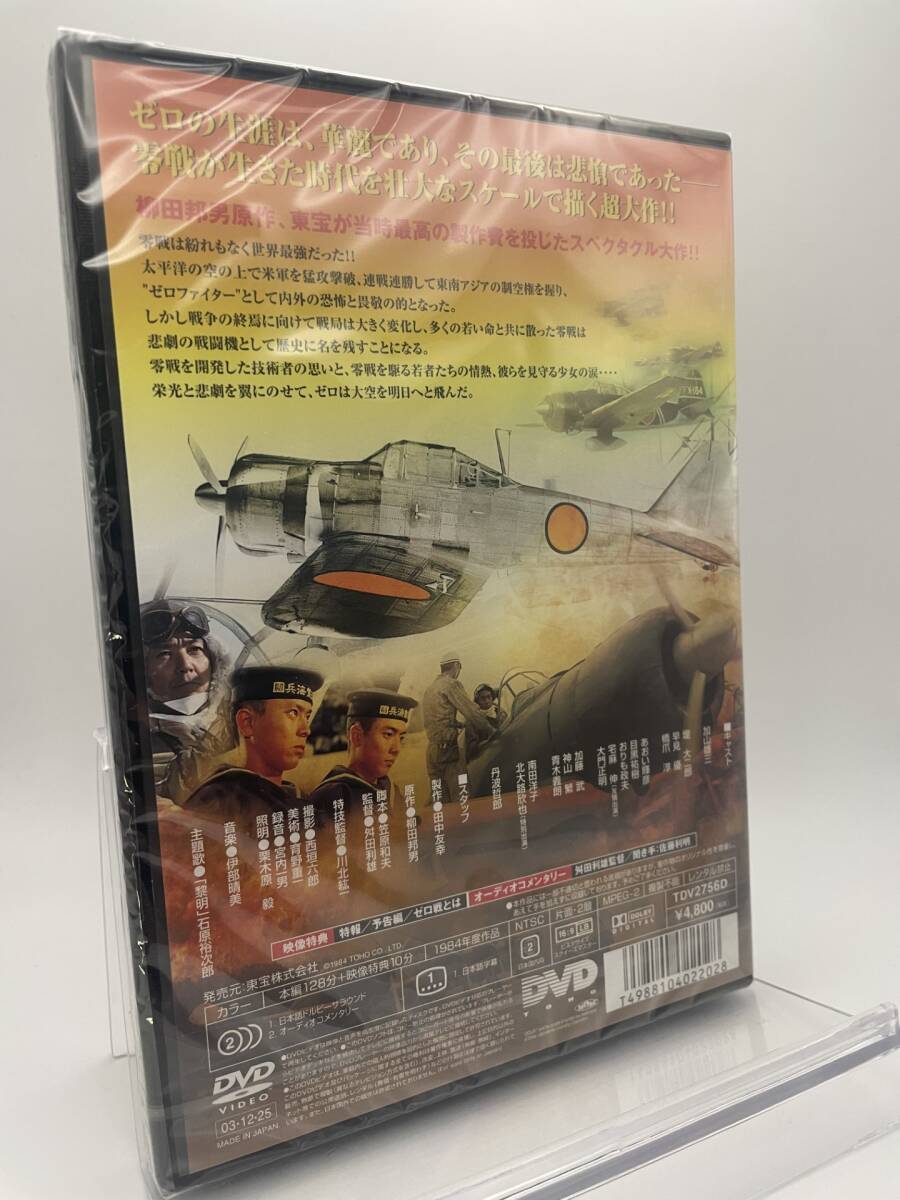 ゼロの生涯は、華麗であり、その最後は悲愴であった──
零戦が生きた時代を壮大なスケールで描く超大作!!
柳田邦男原作、東宝が当時最高の製作費を投じたスペクタクル大作!!
零戦は紛れもなく世界最強だった!!
太平洋の空の上で米軍を猛攻撃破、連戦連勝して東南アジアの制空権を握り、
"ゼロファイター"として内外の恐怖と畏敬の的となった。
しかし戦争の終焉に向けて戦局は大きく変化し、多くの若い命と共に散った零戦は
悲劇の戦闘機として歴史に名を残すことになる。
零戦を開発した技術者の思いと、零戦を駆る若者たちの情熱、彼らを見守る少女の涙‥‥
栄光と悲劇を翼にのせて、ゼロは大空を明日へと飛んだ。
■キャスト
加山雄三
堤 大二郎
早見 優
橋爪 淳
あおい輝彦
目黒祐樹
おりも政夫
宅麻 伸
大門正明
加藤 武
神山 繁
青木義朗
南田洋子
北大路欣也(特別出演)
丹波哲郎
■スタッフ
製作●田中友幸
原作●柳田邦男
脚本●笠原和夫
監督●舛田利雄
特技監督●川北紘一
撮影●西垣六郎
美術●育野重一
録音●宮内一男
照明●栗木原 毅
音楽●伊部晴美
主題歌●「黎明」石原裕次郎
映像特典 特報/予告編/ゼロ戦とは
オーディオコメンタリー 舛田利雄監督/聞き手:佐藤利明
発売元:東宝株式会社
©1984 TOHO CO., LTD.
カラー
本編128分+映像特典10分
1984年度作品
NTSC
片面・2層
MPEG-2
複製不能
レンタル禁止
1. 日本語ドルビーサラウンド
2. オーディオコメンタリー
1. 日本語字幕
16:9 LB
DOLBY
DIGITAL
TDV2756D
¥4,800
T4988104022028
DVD
TOHO
DVD
VIDEO
03・12・25
MADE IN JAPAN